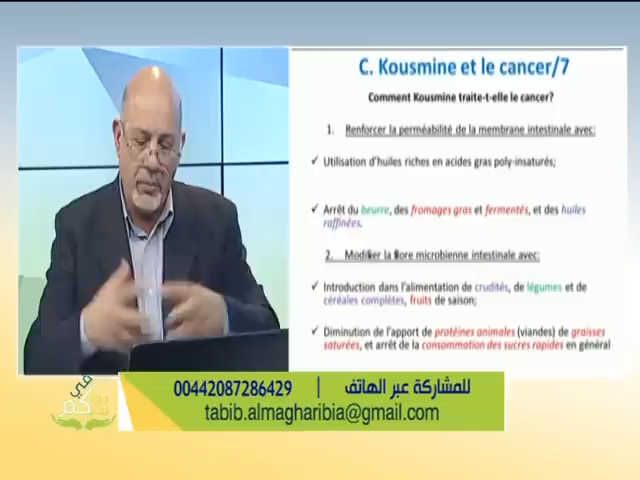 C. Kousmine et le cancer/7
Comment Kousmine traite-t-elle le cancer?
1. Renforcer la perméabilité de la membrane intestinale avec:
✓ Utilisation d'huiles riches en acides gras poly-insaturés;
✓ Arrêt du beurre, des fromages gras et fermentés, et des huiles
raffinées.
2. Modifier la flore microbienne intestinale avec:
✓ Introduction dans l'alimentation de crudités, de légumes et de
céréales complètes, fruits de saison;
✓ Diminution de l'apport de protéines animales (viandes) de graisses
saturées, et arrêt de la consommation des sucres rapides en général
للمشاركة عبر الهاتف | 00442087286429
tabib.almagharibia@gmail.com
في